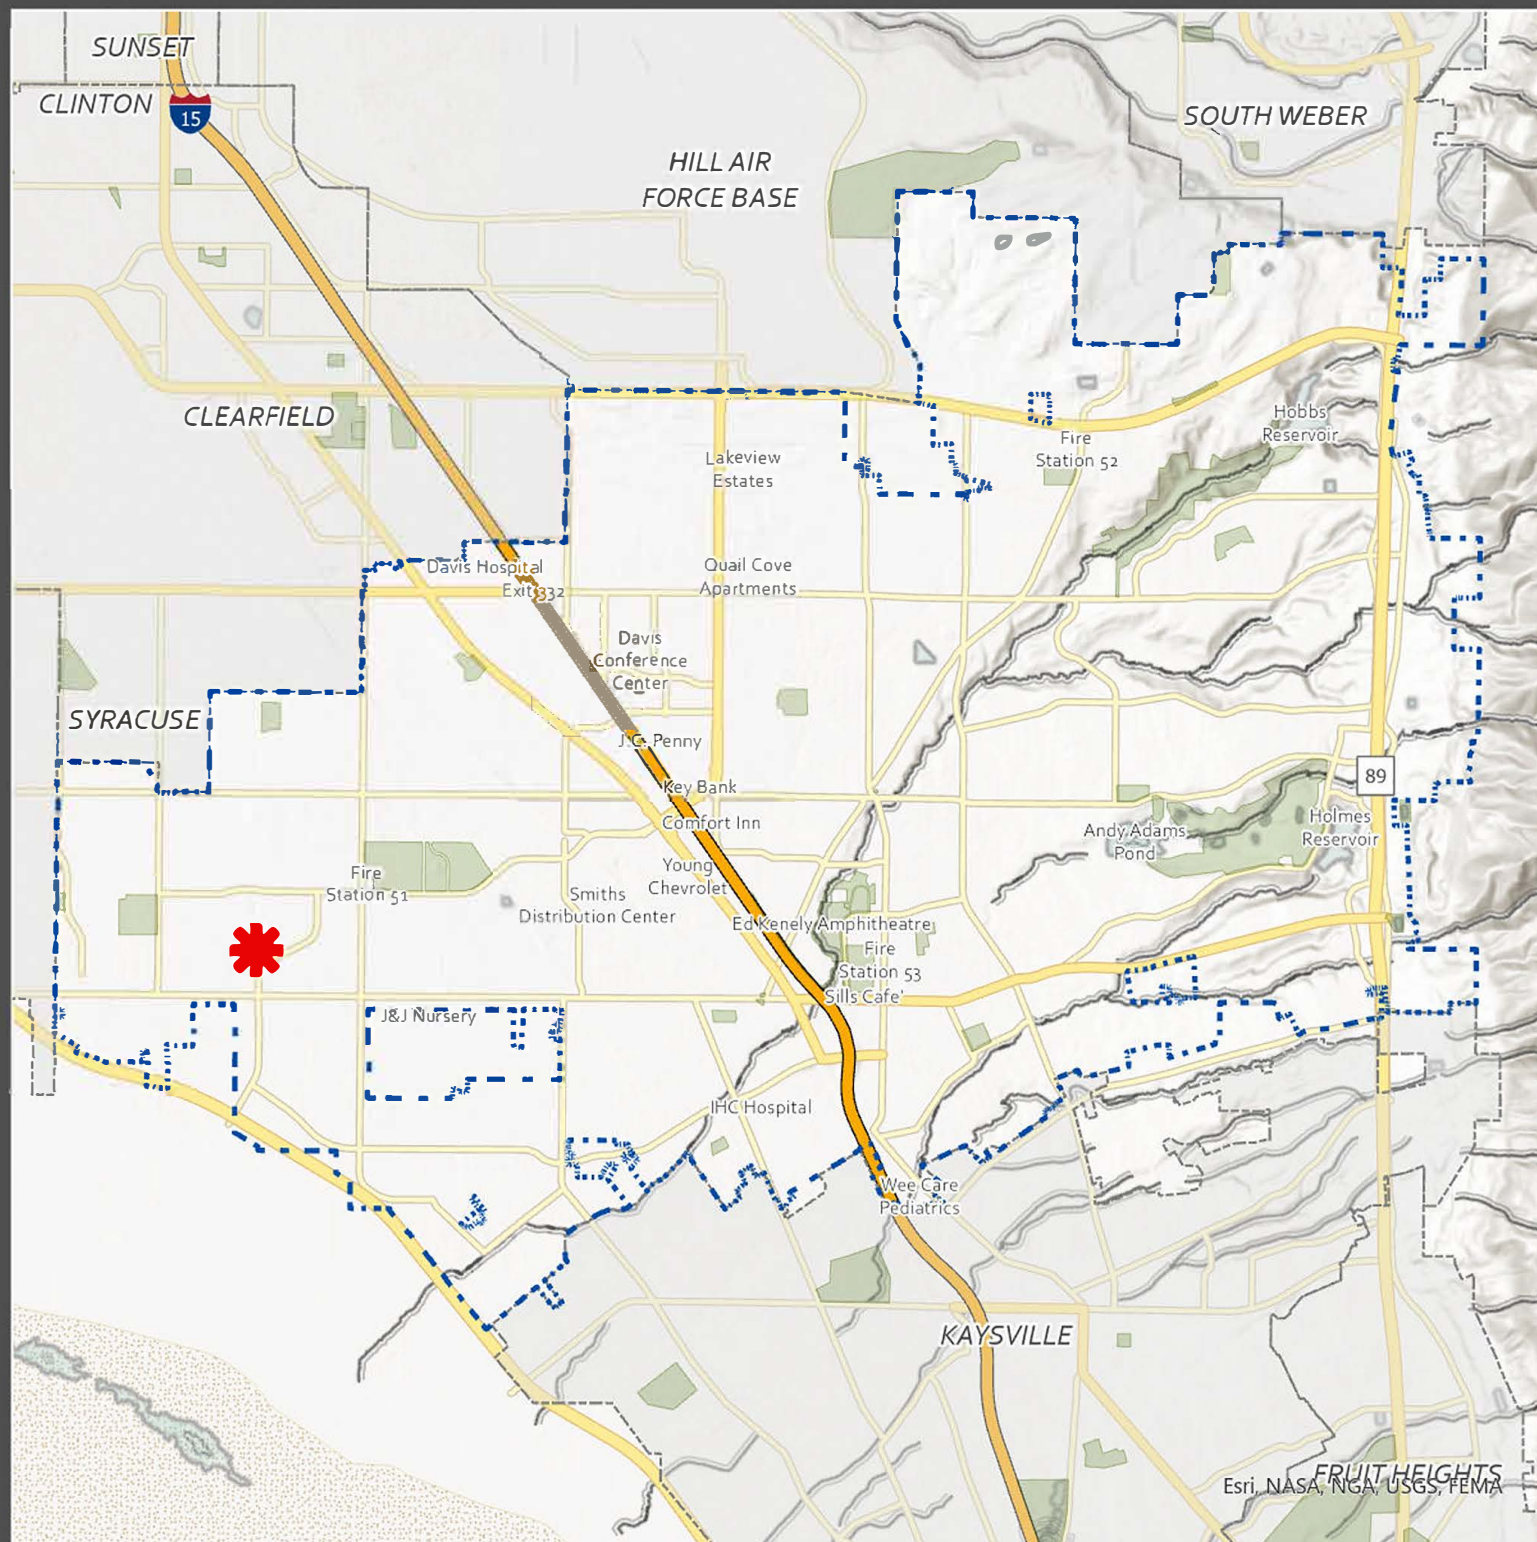 SUNSET
CLINTON
15
SOUTH WEBER
HILL AIR
FORCE BASE
CLEARFIELD
Hobbs
Reservoir
Fire
Station 52
Lakeview
Estates
Davis Hospital
Exit 332
Quail Cove
Apartments
Davis
Conference
Center
SYRACUSE
J.C. Penny
89
Key Bank
Comfort Inn
Andy Adams
Pond
Holmes
Reservoir
Young
Chevrolet
Fire
Station 51
Smiths
Distribution Center
Ed Kenely Amphitheatre
Fire
Station 53
Sills Cafe'
J&J Nursery
IHC Hospital
Wee Care
Pediatrics
KAYSVILLE
FRUIT HEIGHTS
Esri, NASA, NGA, USGS, FEMA